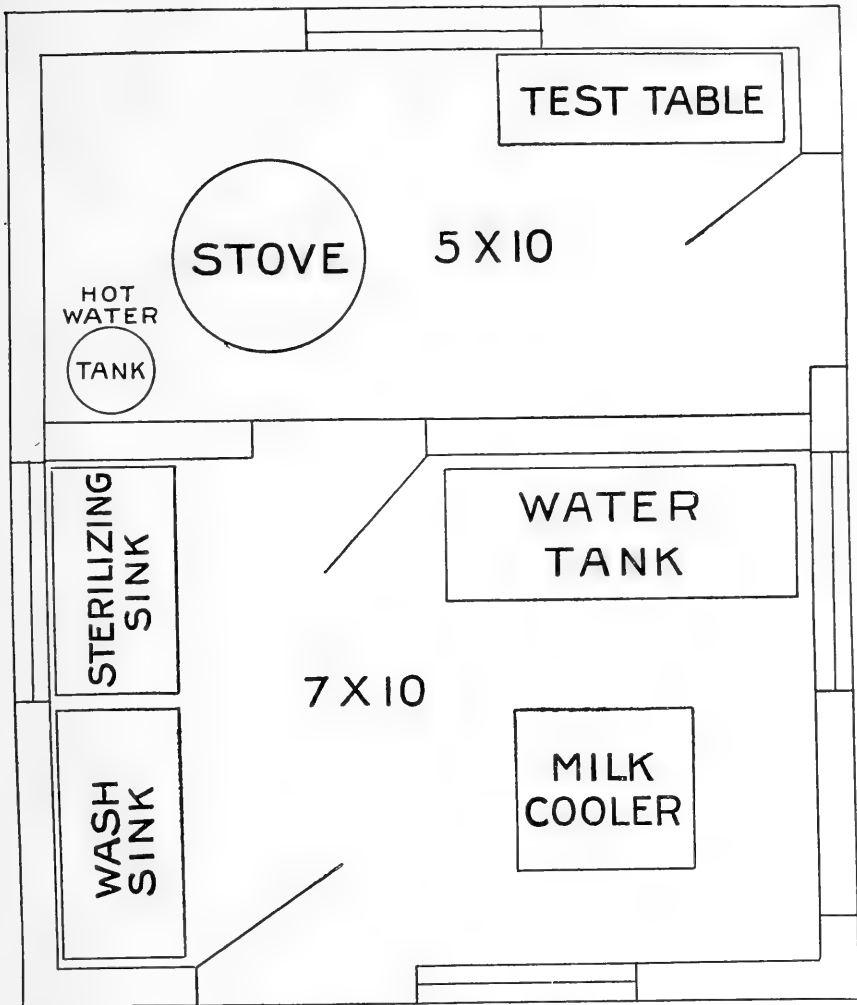 TEST TABLE
STOVE
5 X 10
HOT
WATER
TANK
STERILIZING
SINK
WATER
TANK
7 X 10
MILK
COOLER
WASH
SINK